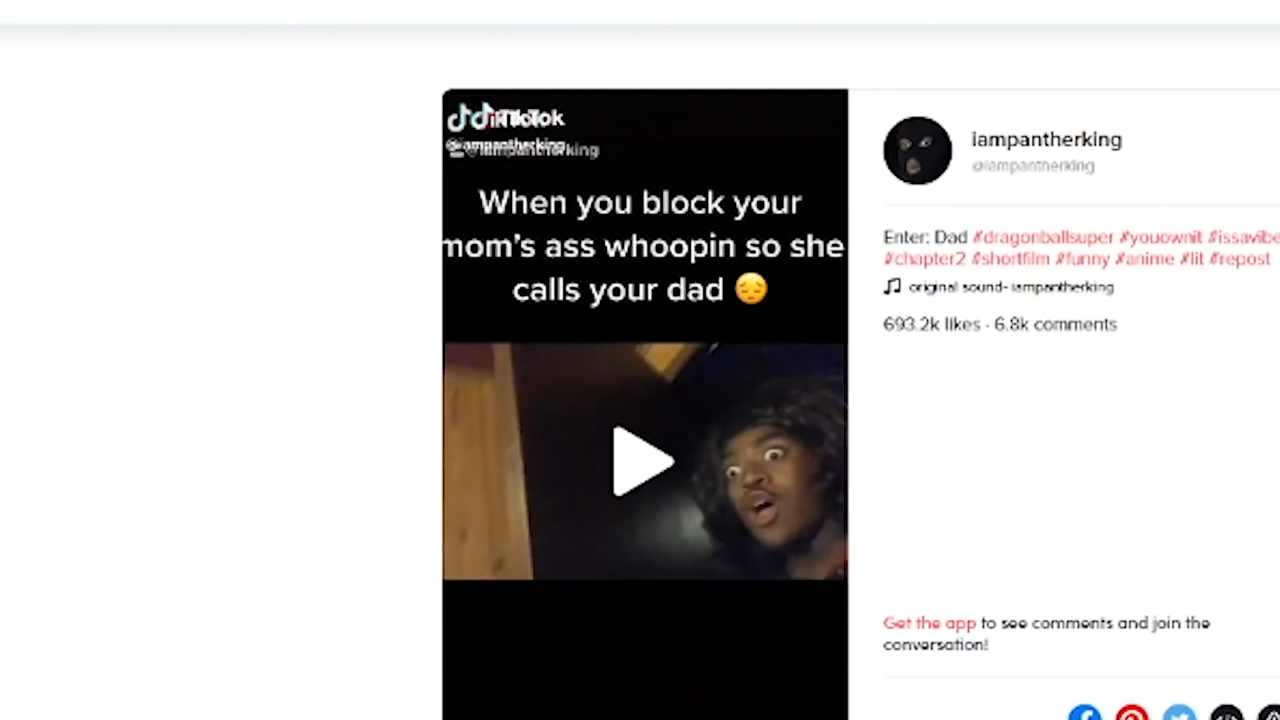 TikTok
@iampantherking
When you block your
mom's ass whoopin so she
calls your dad 😔
iampantherking
@iampantherking
Enter: Dad #dragonballsuper #youownit #issavibe
#chapter2 #shortfilm #funny #anime #lit #repost
original sound- iampantherking
693.2k likes · 6.8k comments
Get the app to see comments and join the
conversation!